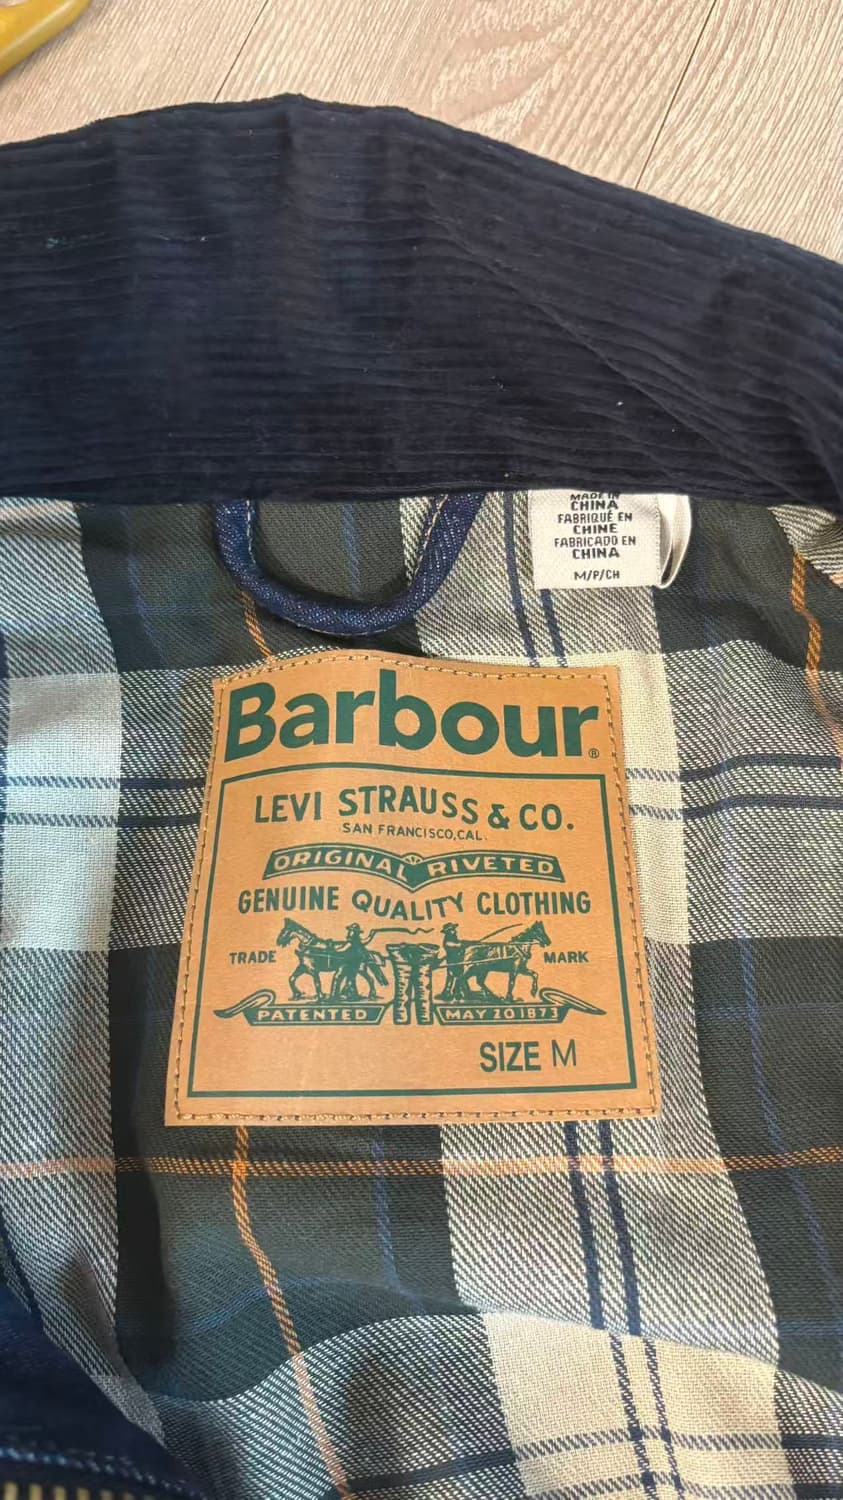 MADE IN
CHINA
FABRIQUÉ EN
CHINE
FABRICADO EN
CHINA
M/P/CH
Barbour®
LEVI STRAUSS & CO.
SAN FRANCISCO, CAL.
ORIGINAL RIVETED
GENUINE QUALITY CLOTHING
TRADE MARK
PATENTED MAY 20 1873
SIZE M